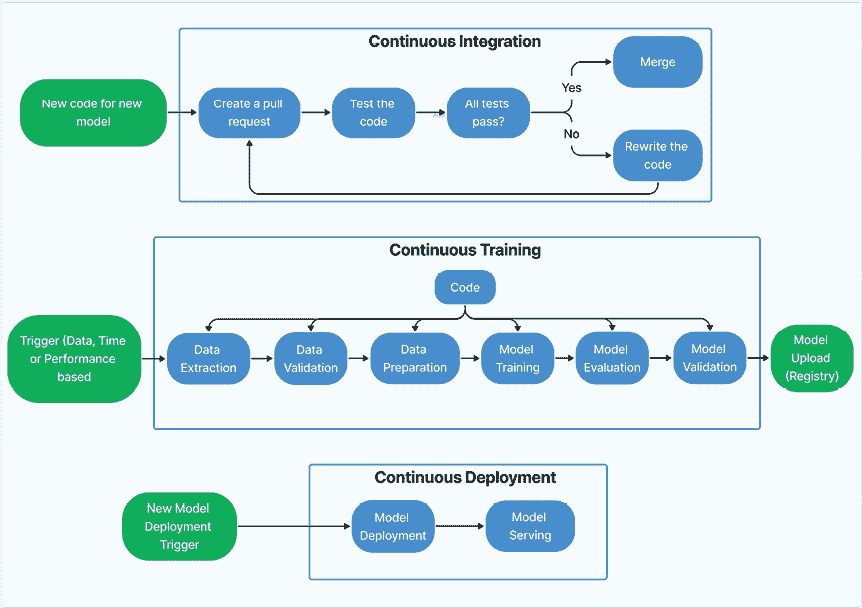 Continuous Integration
New code for new
model
Create a pull
request
Test the
code
All tests
pass?
Yes
No
Merge
Rewrite the
code
Continuous Training
Code
Trigger (Data, Time
or Performance
based
Data
Extraction
Data
Validation
Data
Preparation
Model
Training
Model
Evaluation
Model
Validation
Model
Upload
(Registry)
Continuous Deployment
New Model
Deployment
Trigger
Model
Deployment
Model
Serving